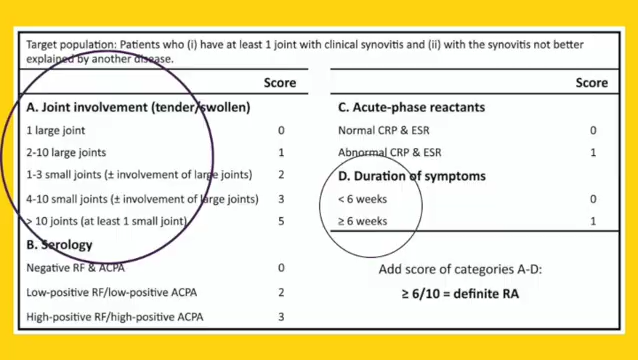 Target population: Patients who (i) have at least 1 joint with clinical synovitis and (ii) with the synovitis not better
explained by another disease.
Score
A. Joint involvement (tender/swollen)
1 large joint 0
2-10 large joints 1
1-3 small joints (± involvement of large joints) 2
4-10 small joints (± involvement of large joints) 3
> 10 joints (at least 1 small joint) 5
B. Serology
Negative RF & ACPA 0
Low-positive RF/low-positive ACPA 2
High-positive RF/high-positive ACPA 3
Score
C. Acute-phase reactants
Normal CRP & ESR 0
Abnormal CRP & ESR 1
D. Duration of symptoms
< 6 weeks 0
≥ 6 weeks 1
Add score of categories A-D:
≥ 6/10 = definite RA